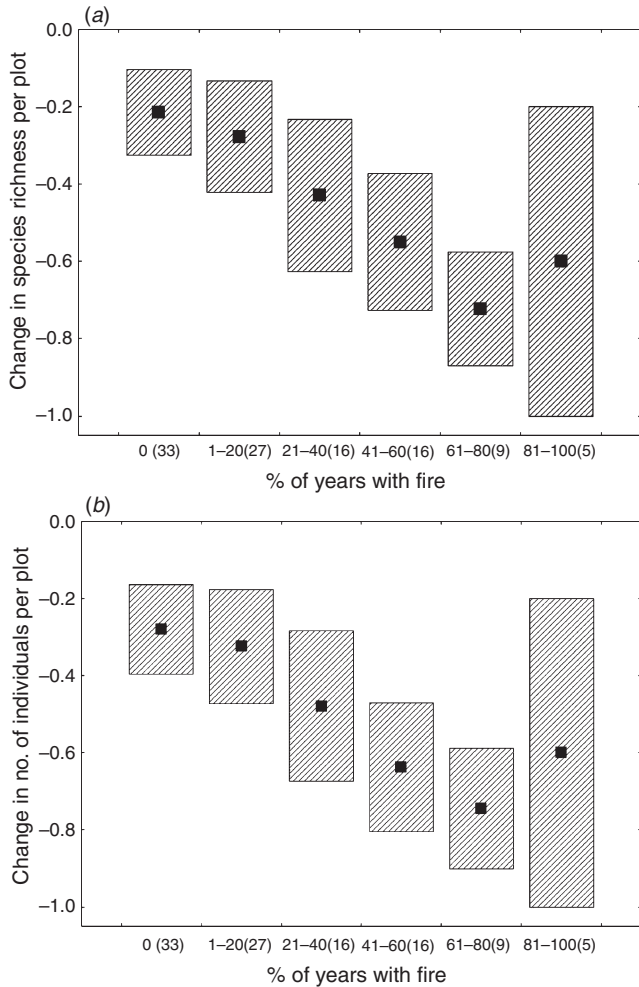 (a)
0.0
–0.2
–0.4
–0.6
–0.8
–1.0
Change in species richness per plot
0 (33) 1–20(27) 21–40(16) 41–60(16) 61–80(9) 81–100(5)
% of years with fire
(b)
0.0
–0.2
–0.4
–0.6
–0.8
–1.0
Change in no. of individuals per plot
0 (33) 1–20(27) 21–40(16) 41–60(16) 61–80(9) 81–100(5)
% of years with fire